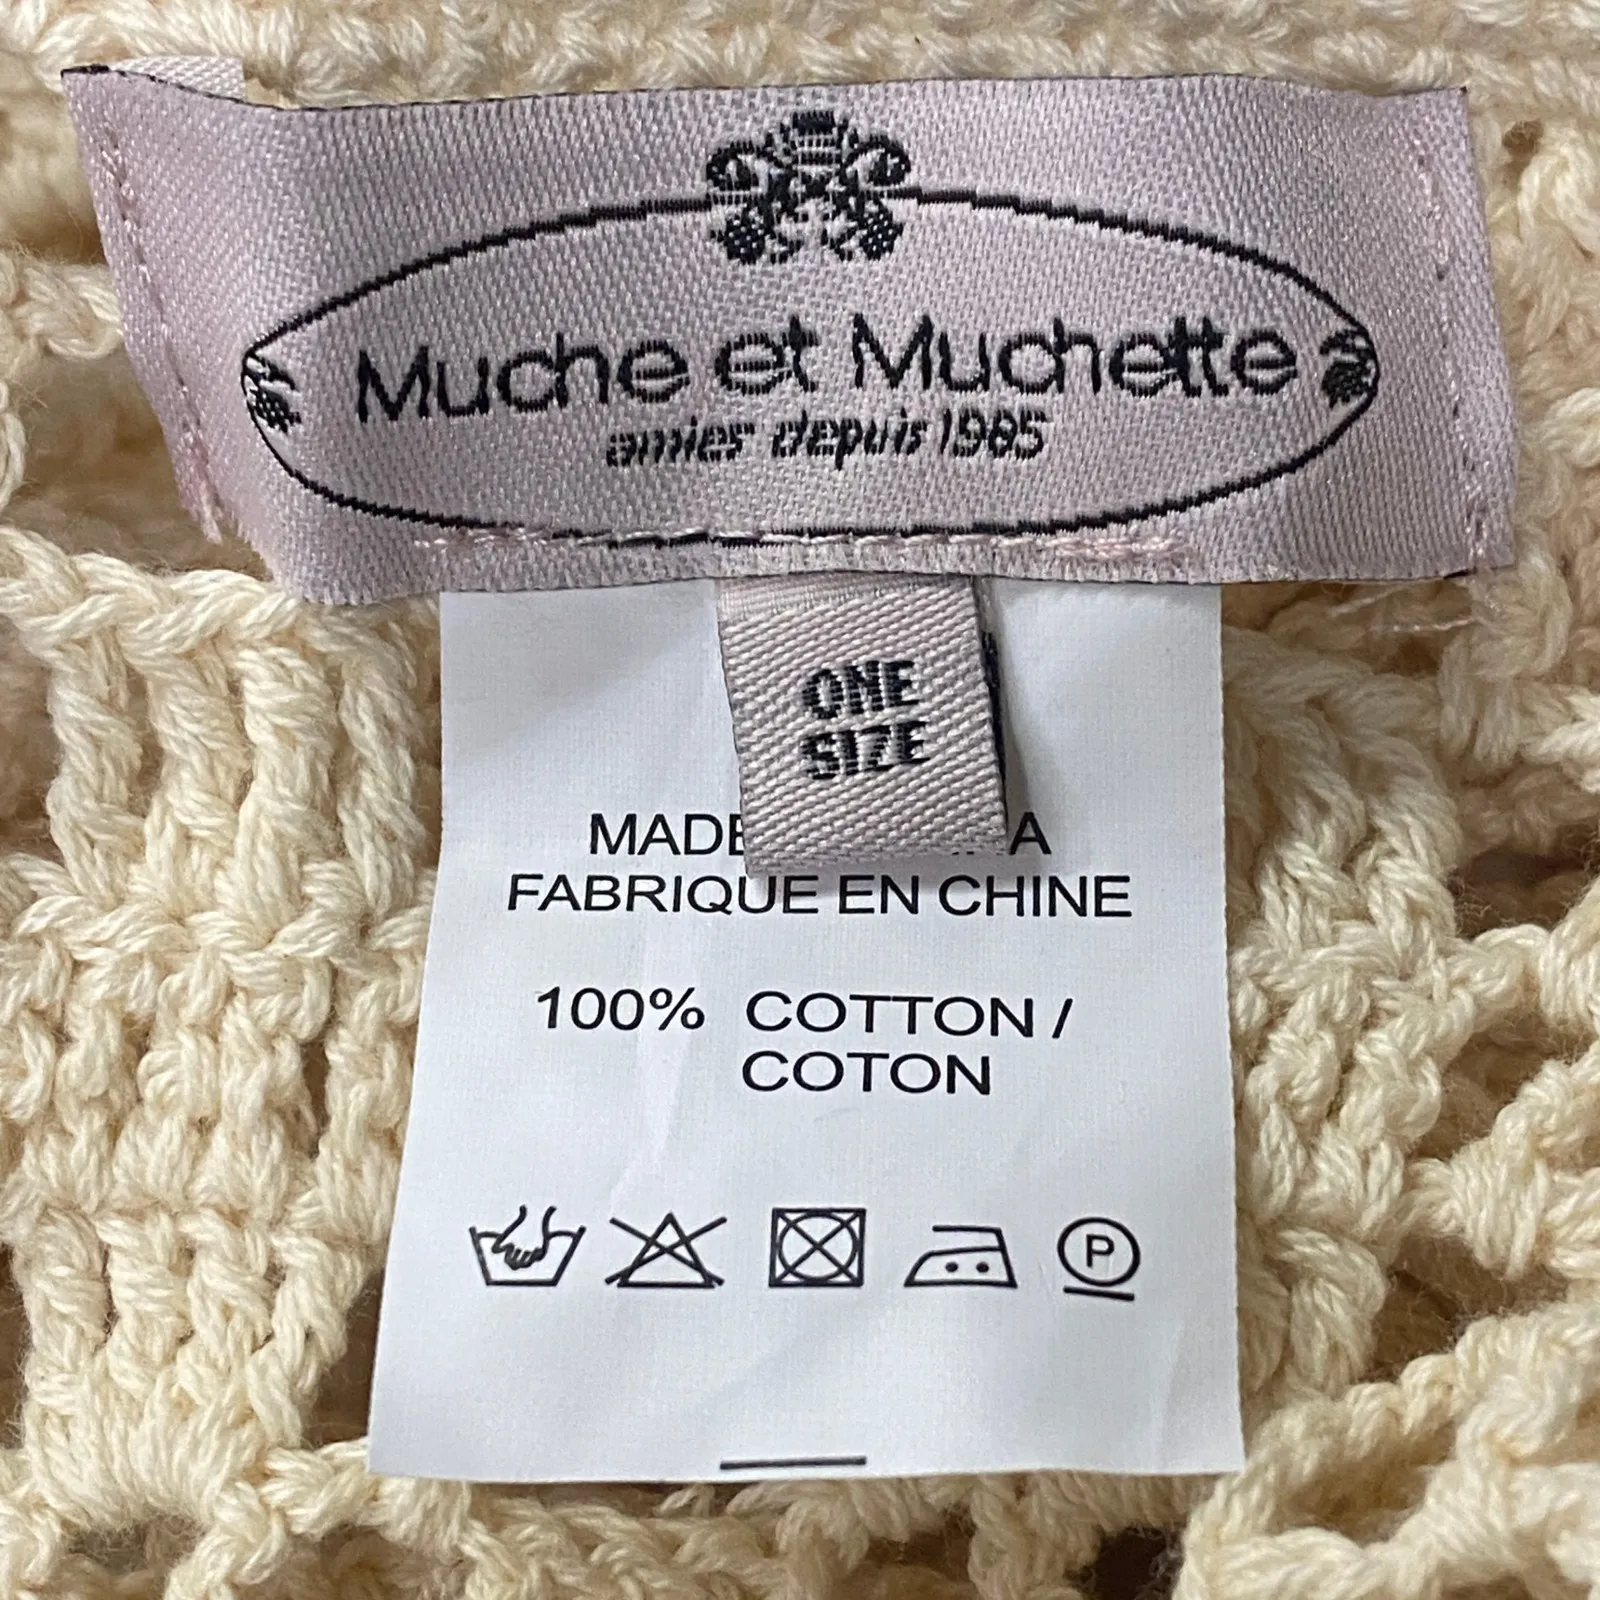 Muche et Muchette
amies depuis 1985
ONE
SIZE
MADE
FABRIQUE EN CHINE
100% COTTON /
COTON
P